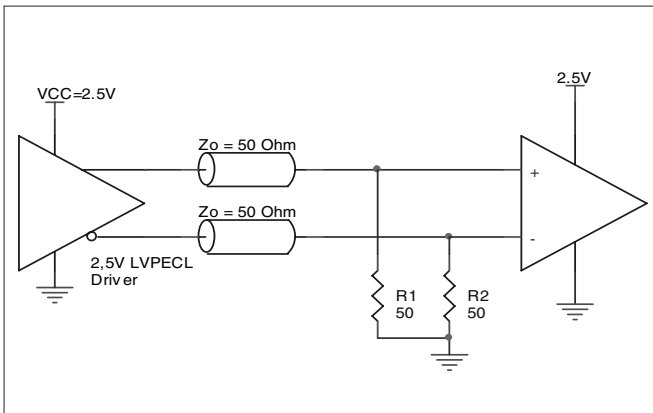 VCC=2.5V
2.5V
Zo = 50 Ohm
+
Zo = 50 Ohm
-
2,5V LVPECL
Driver
R1
50
R2
50